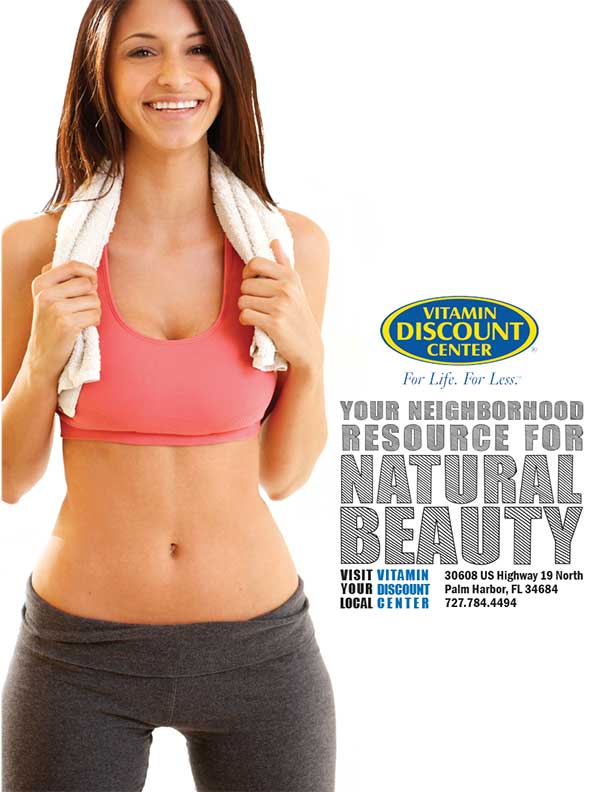 VITAMIN
DISCOUNT
CENTER
®
For Life. For Less.™
YOUR NEIGHBORHOOD
RESOURCE FOR
NATURAL
BEAUTY
VISIT VITAMIN
YOUR DISCOUNT
LOCAL CENTER
30608 US Highway 19 North
Palm Harbor, FL 34684
727.784.4494